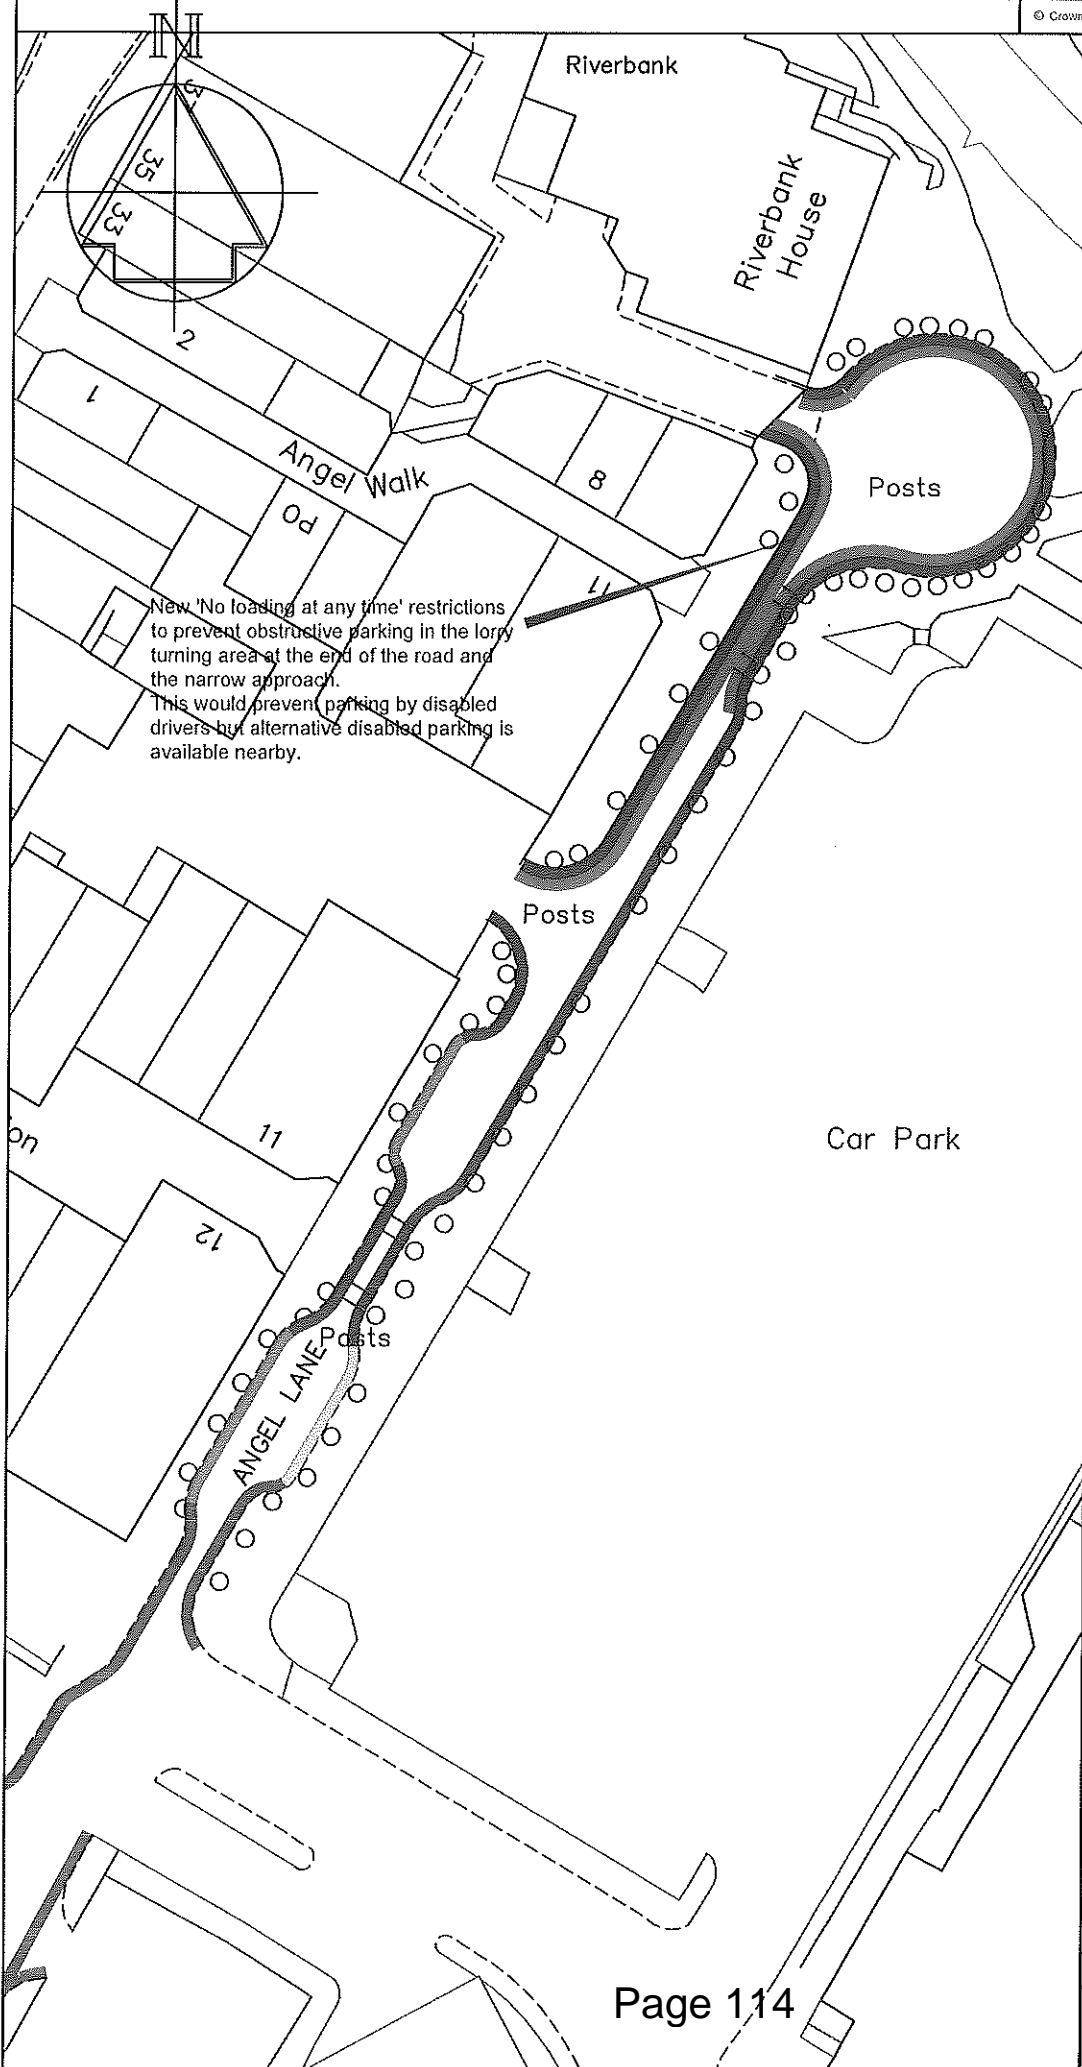 © Crown
N
Riverbank
3
35
33
Riverbank
House
2
1
Angel Walk
8
PO
Posts
11
New 'No loading at any time' restrictions
to prevent obstructive parking in the lorry
turning area at the end of the road and
the narrow approach.
This would prevent parking by disabled
drivers but alternative disabled parking is
available nearby.
Posts
11
on
Car Park
12
Posts
ANGEL LANE
Page 114